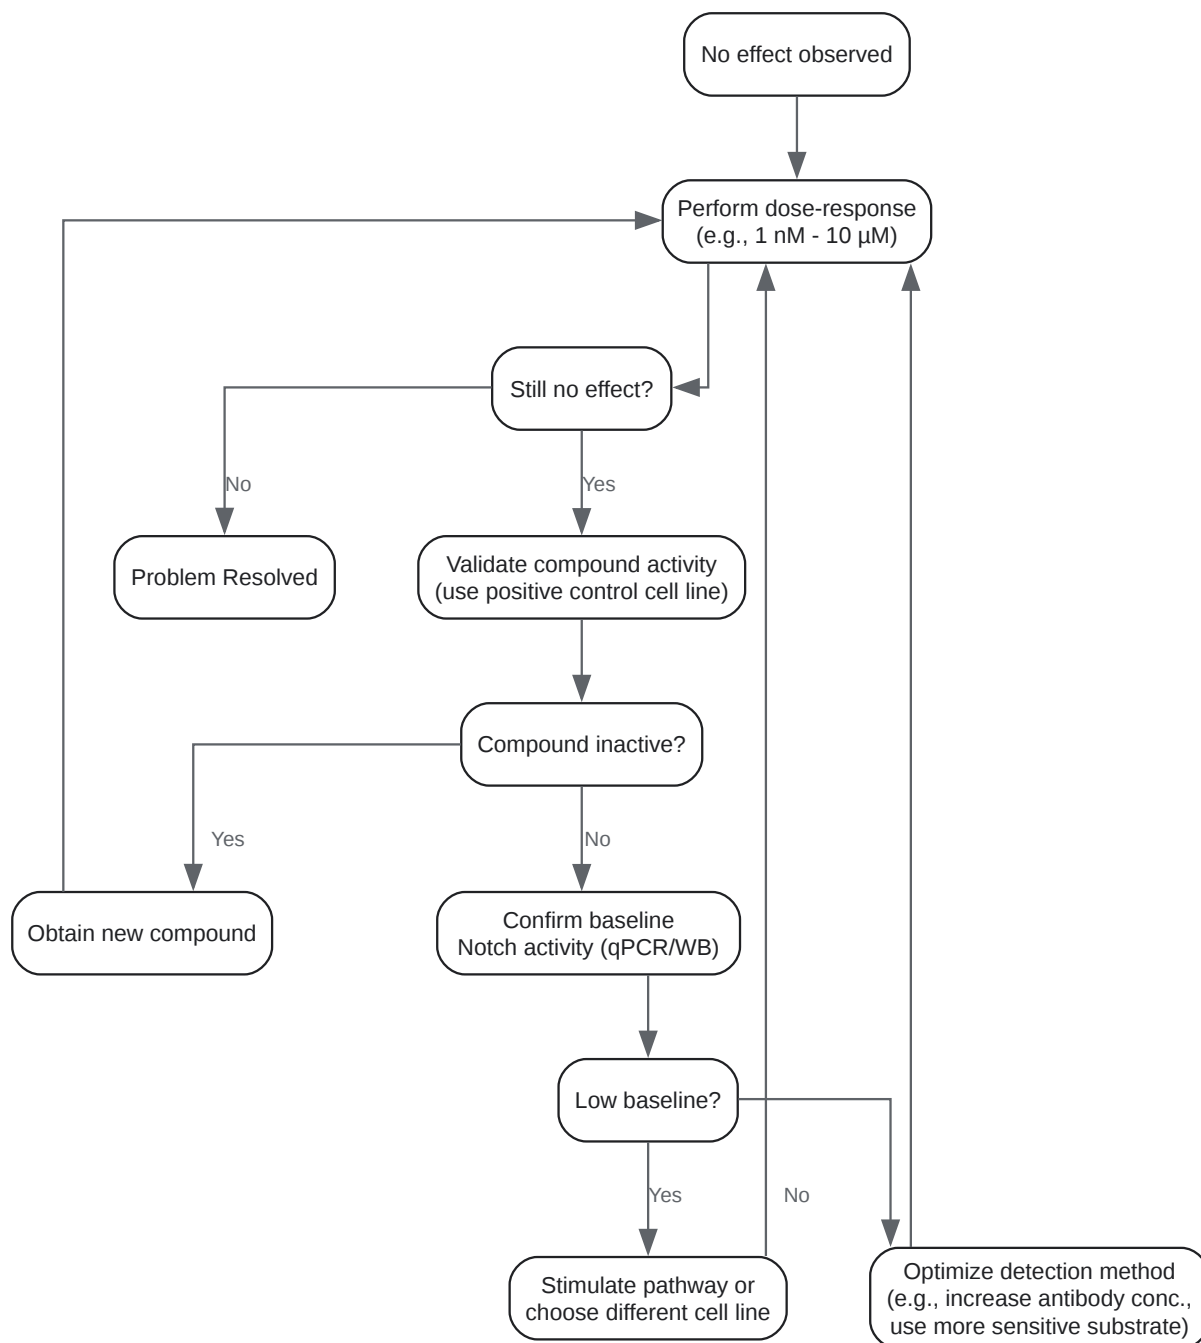 No effect observed
Perform dose-response
(e.g., 1 nM - 10 µM)
Still no effect?
No
Yes
Problem Resolved
Validate compound activity
(use positive control cell line)
Compound inactive?
Yes
No
Obtain new compound
Confirm baseline
Notch activity (qPCR/WB)
Low baseline?
Yes
No
Stimulate pathway or
choose different cell line
Optimize detection method
(e.g., increase antibody conc.,
use more sensitive substrate)